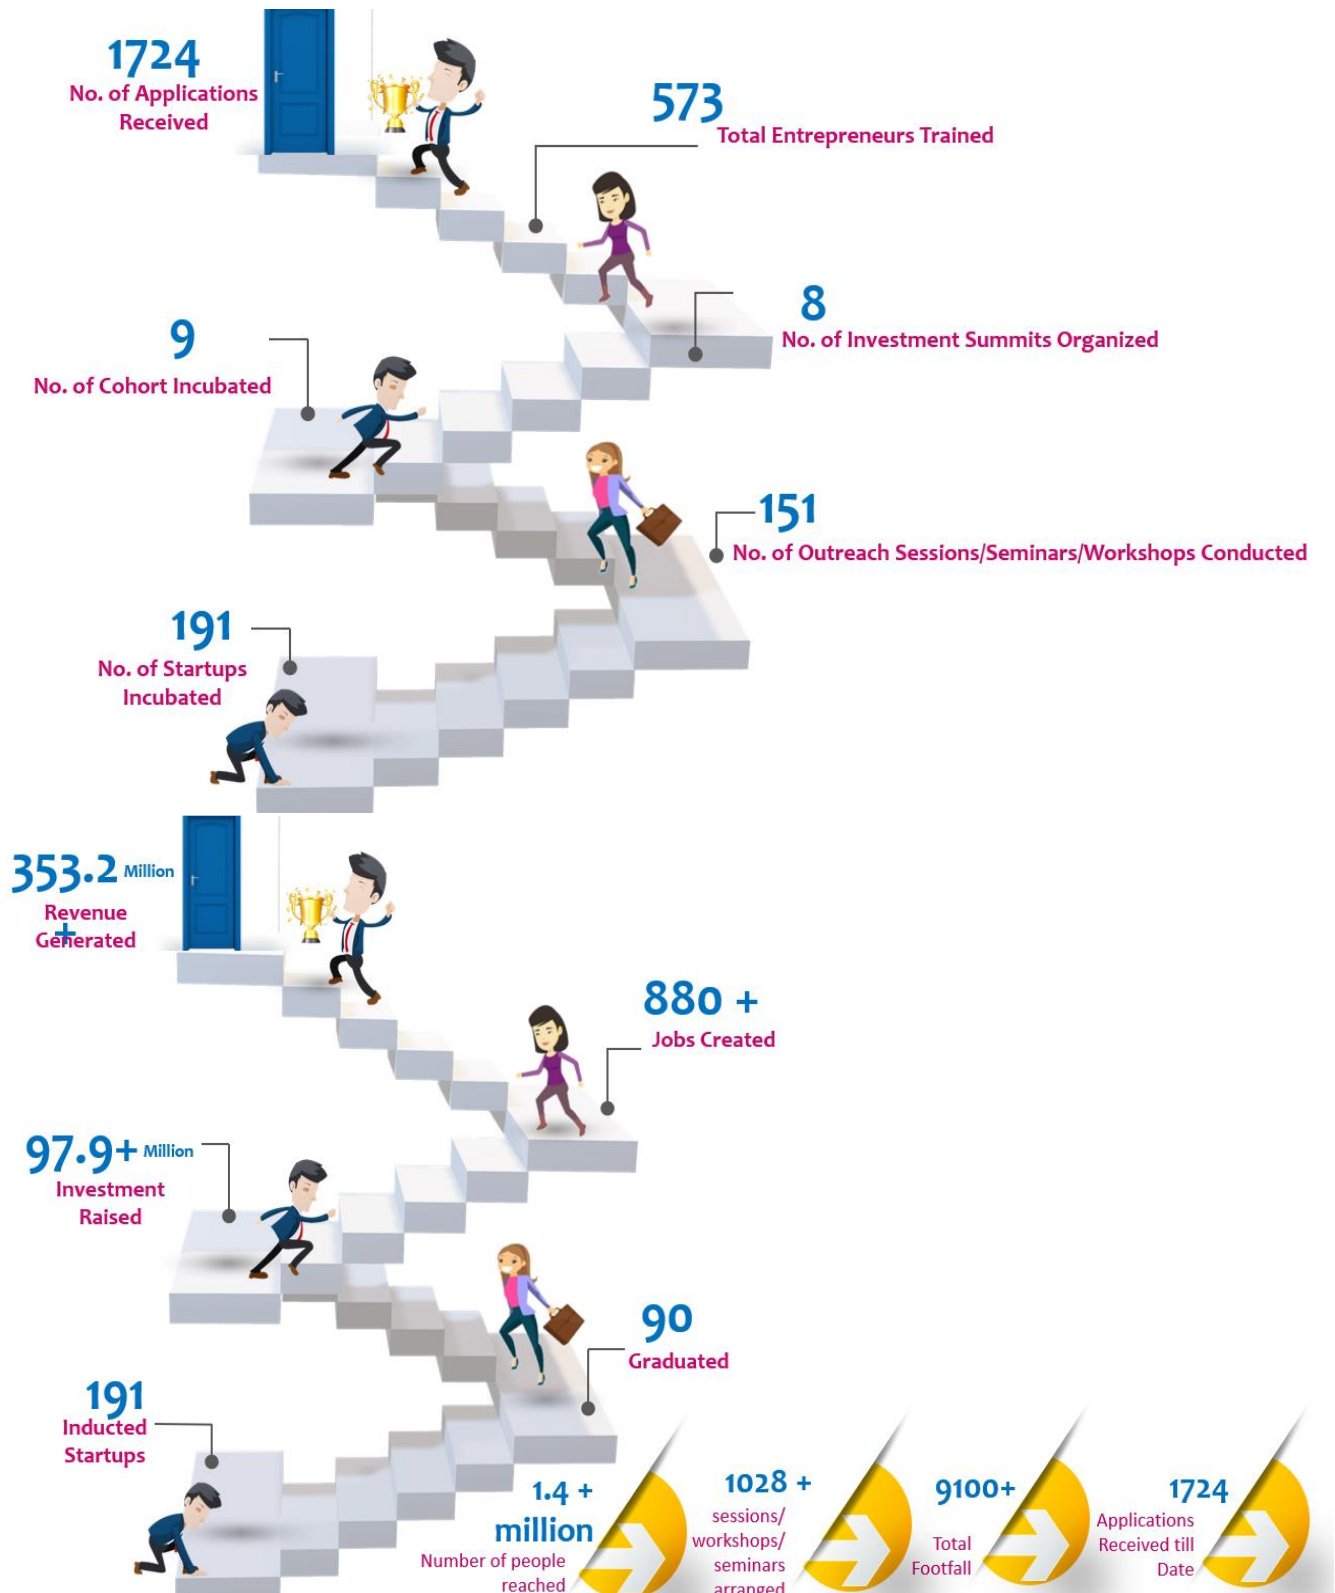 1724
No. of Applications
Received
573
Total Entrepreneurs Trained
8
No. of Investment Summits Organized
9
No. of Cohort Incubated
151
No. of Outreach Sessions/Seminars/Workshops Conducted
191
No. of Startups
Incubated
353.2 Million
+
Revenue
Generated
880 +
Jobs Created
97.9+ Million
Investment
Raised
90
Graduated
191
Inducted
Startups
1.4 +
million
Number of people
reached
1028 +
sessions/
workshops/
seminars
arranged
9100+
Total
Footfall
1724
Applications
Received till
Date